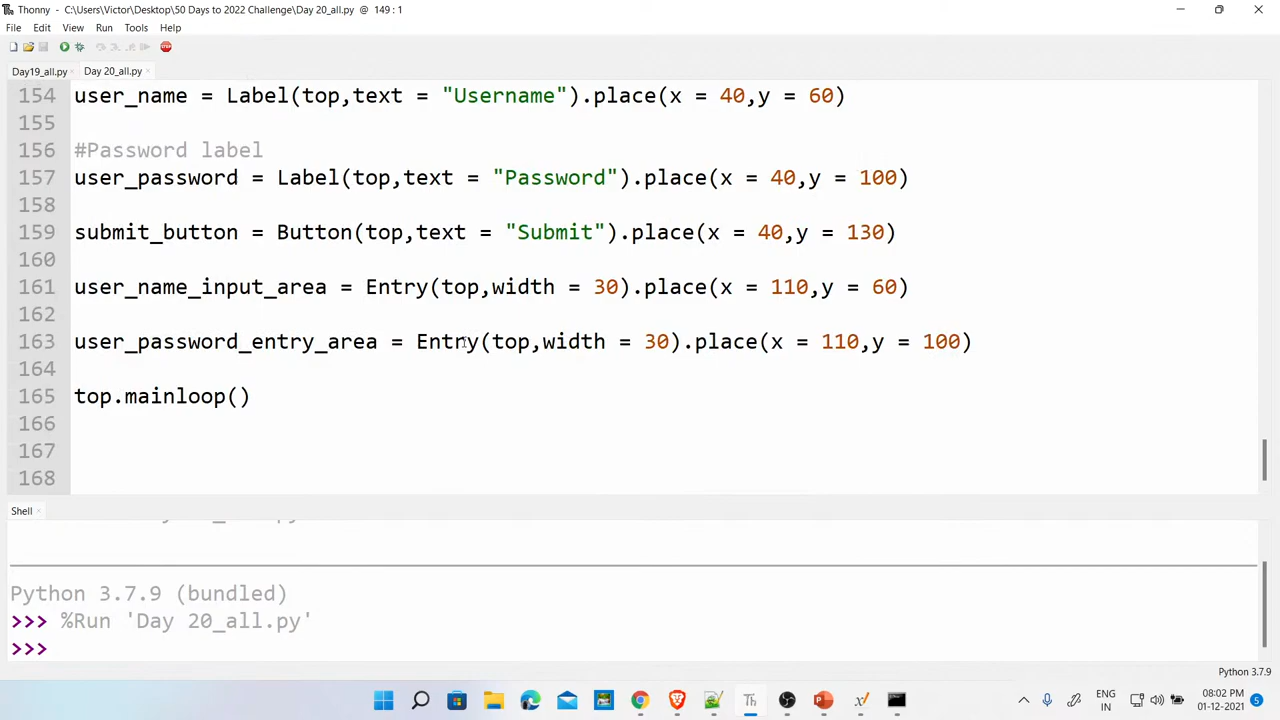 Thonny - C:\Users\Victor\Desktop\50 Days to 2022 Challenge\Day 20_all.py @ 149 : 1
File Edit View Run Tools Help
Day19_all.py × Day 20_all.py ×
154 user_name = Label(top,text = "Username").place(x = 40,y = 60)
155
156 #Password label
157 user_password = Label(top,text = "Password").place(x = 40,y = 100)
158
159 submit_button = Button(top,text = "Submit").place(x = 40,y = 130)
160
161 user_name_input_area = Entry(top,width = 30).place(x = 110,y = 60)
162
163 user_password_entry_area = Entry(top,width = 30).place(x = 110,y = 100)
164
165 top.mainloop()
166
167
168
Shell ×
Python 3.7.9 (bundled)
>>> %Run 'Day 20_all.py'
>>>
Python 3.7.9
ENG
IN
08:02 PM
01-12-2021
5